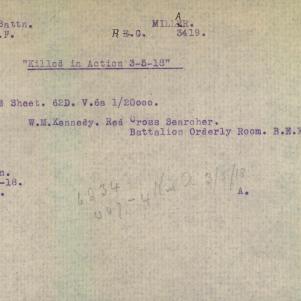 Battn. MILLAR.
.F. R E.G. 3419.
"Killed in Action 3-5-18"
Sheet. 62D. V.6a 1/20000.
W.M.Kennedy. Red Cross Searcher.
Battalion Orderly Room. B.E.F
n.
-18.
A.